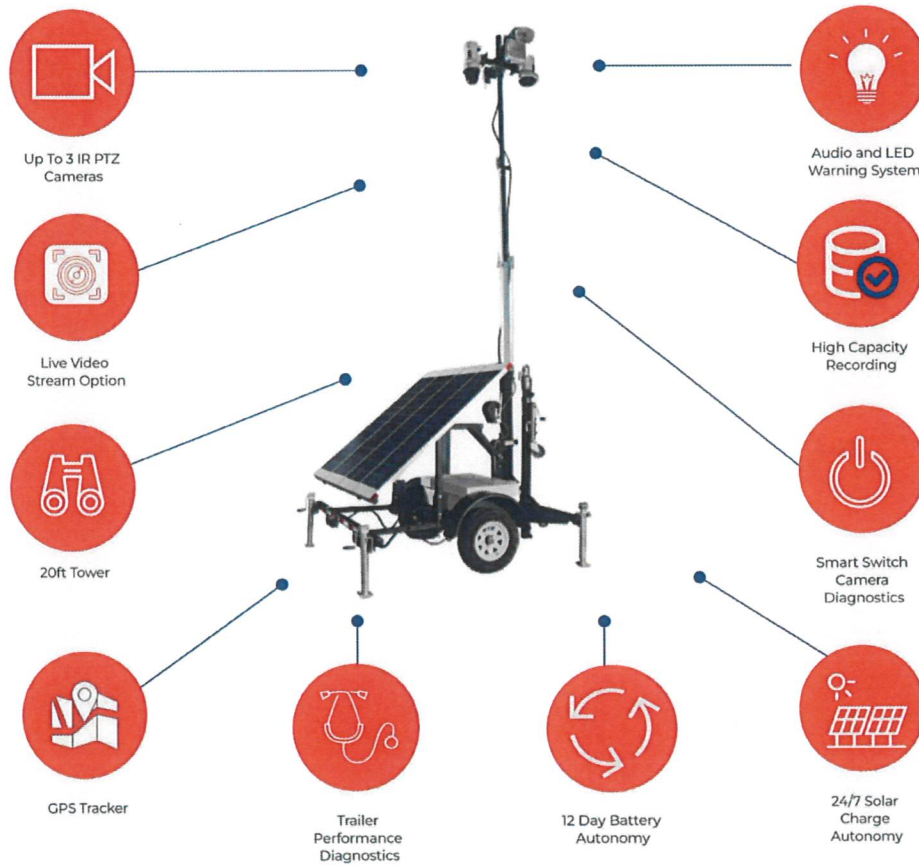 Up To 3 IR PTZ
Cameras
Audio and LED
Warning System
Live Video
Stream Option
High Capacity
Recording
20ft Tower
Smart Switch
Camera
Diagnostics
GPS Tracker
Trailer
Performance
Diagnostics
12 Day Battery
Autonomy
24/7 Solar
Charge
Autonomy